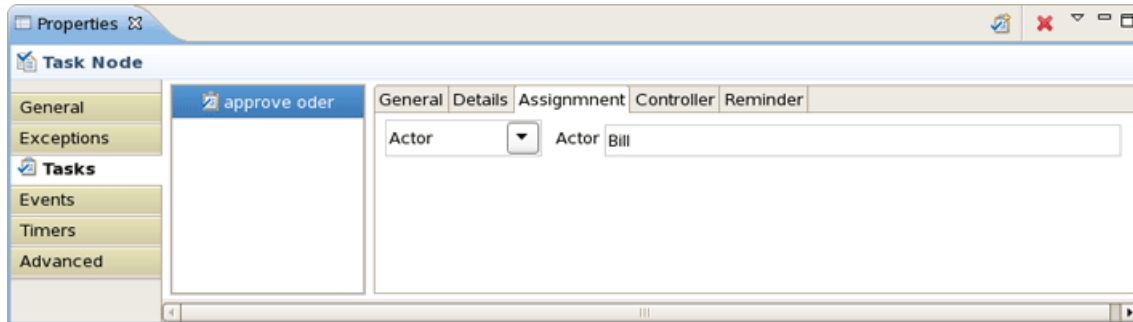 Properties
Task Node
General
Exceptions
Tasks
Events
Timers
Advanced
approve oder
General Details Assignmnent Controller Reminder
Actor Actor Bill